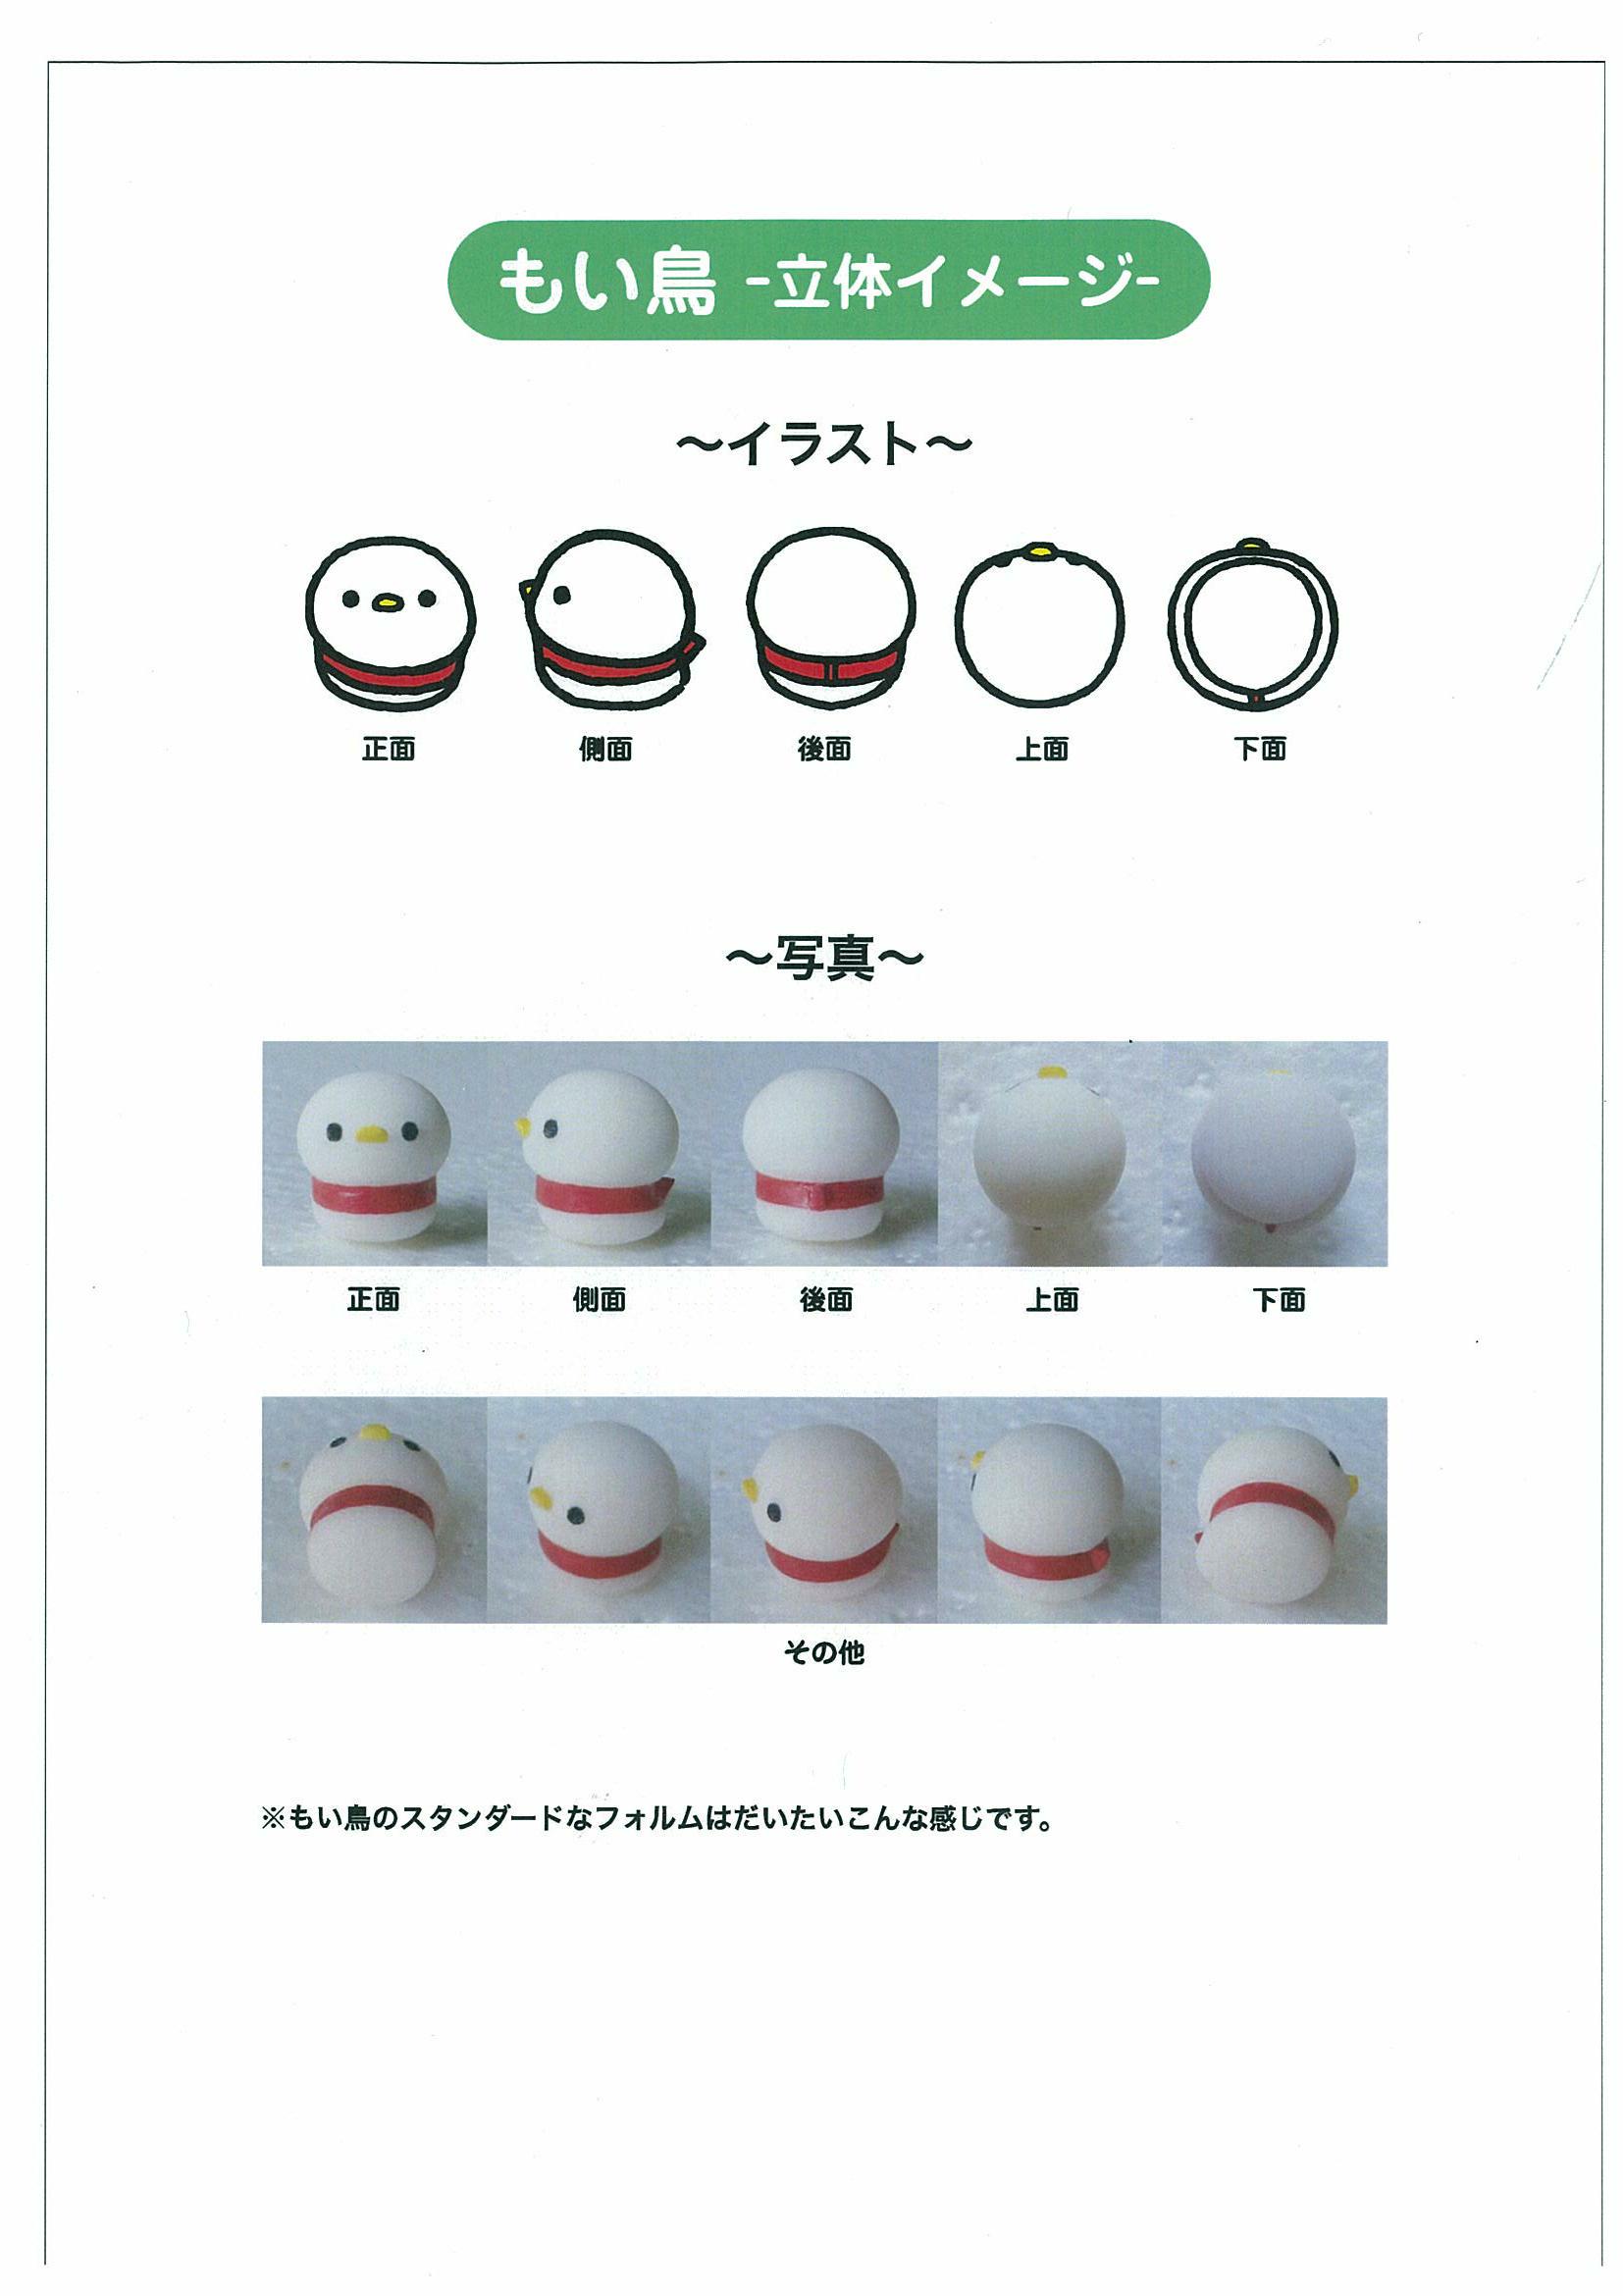 もい鳥 -立体イメージ-
～イラスト～
正面 側面 後面 上面 下面
～写真～
正面 側面 後面 上面 下面
その他
※もい鳥のスタンダードなフォルムはだいたいこんな感じです。